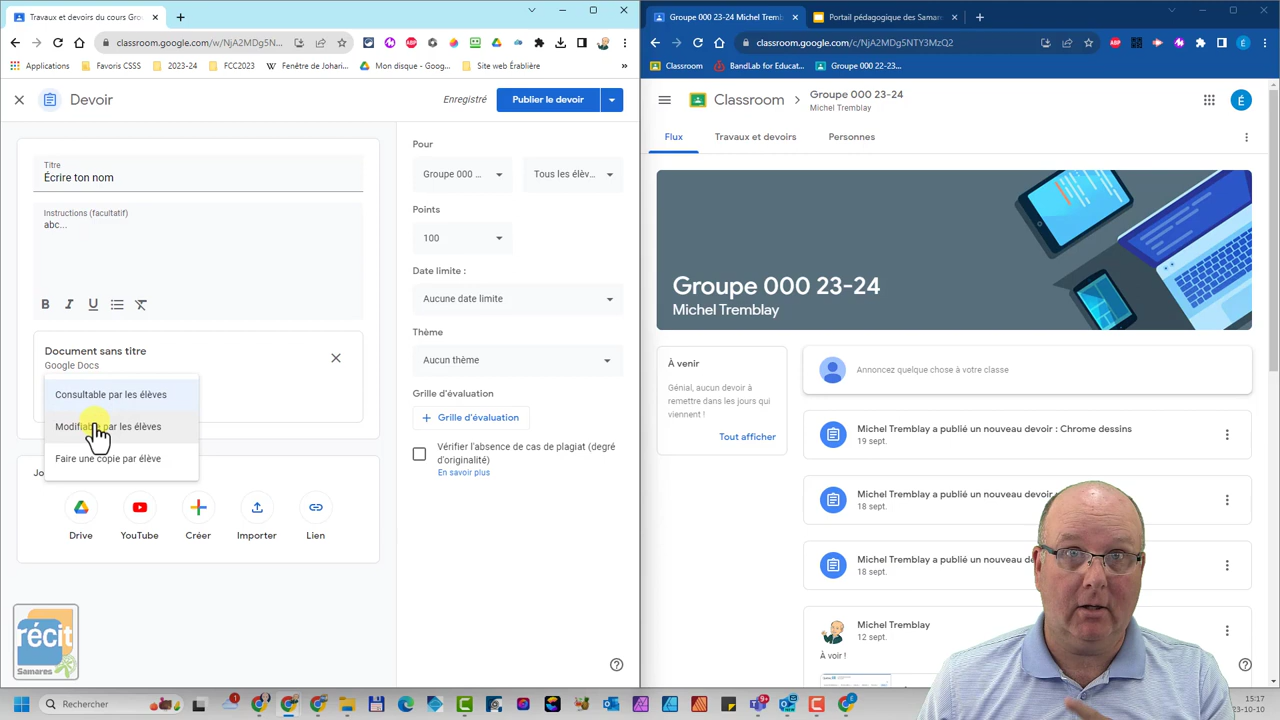 Travaux et devoirs du cours Gro
classroom.google.com/c/NjA2MDg5N...
Applications
Favoris CSSS
2023-24
FCC2023
Fenêtre de Johari...
Mon disque - Goog...
Site web Érablière
»
Devoir
Enregistré
Publier le devoir
Titre
Écrire ton nom
Instructions (facultatif)
abc...
B I U
Document sans titre
Google Docs
Consultable par les élèves
Modifiable par les élèves
Faire une copie par élève
Jo
Drive
YouTube
Créer
Importer
Lien
Pour
Groupe 000 ...
Tous les élèv...
Points
100
Date limite :
Aucune date limite
Thème
Aucun thème
Grille d'évaluation
Grille d'évaluation
Vérifier l'absence de cas de plagiat (degré
d'originalité)
En savoir plus
récit
Samares
Groupe 000 23-24 Michel Tremb
Portail pédagogique des Samar
classroom.google.com/c/NjA2MDg5NTY3MzQ2
Classroom
BandLab for Educat...
Groupe 000 22-23...
Classroom
Groupe 000 23-24
Michel Tremblay
É
Flux
Travaux et devoirs
Personnes
Groupe 000 23-24
Michel Tremblay
À venir
Génial, aucun devoir à
remettre dans les jours qui
viennent !
Tout afficher
Annoncez quelque chose à votre classe
Michel Tremblay a publié un nouveau devoir : Chrome dessins
19 sept.
Michel Tremblay a publié un nouveau devoir :
18 sept.
Michel Tremblay a publié un nouveau de
18 sept.
Michel Tremblay
12 sept.
À voir !
Rechercher
15:17
23-10-10